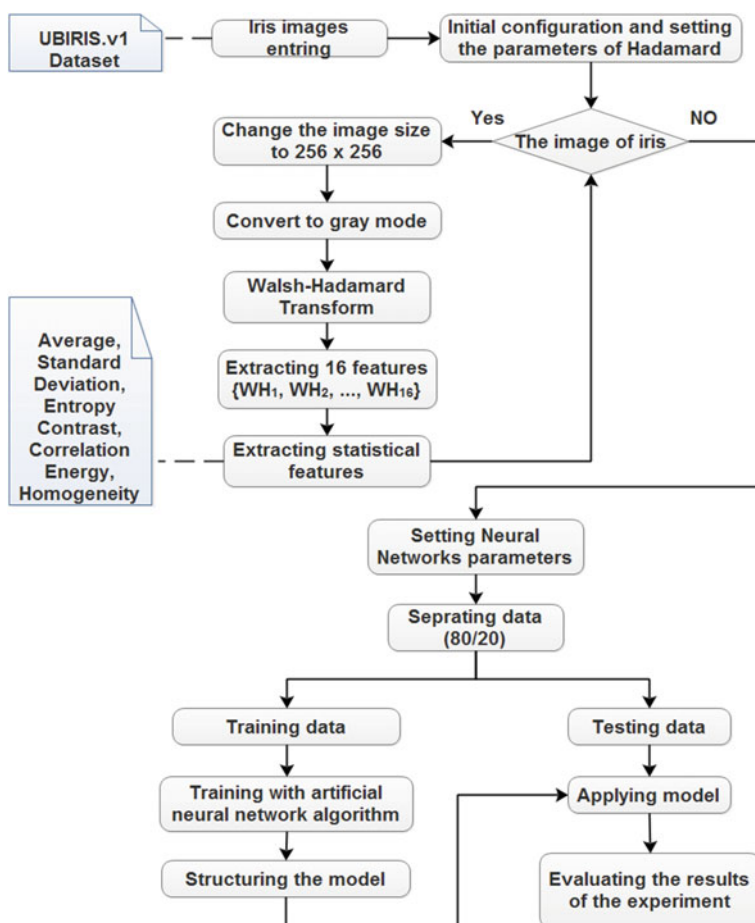 UBIRIS.v1
Dataset
Iris images
entring
Initial configuration and setting
the parameters of Hadamard
Yes
NO
The image of iris
Change the image size
to 256 x 256
Convert to gray mode
Walsh-Hadamard
Transform
Extracting 16 features
{WH₁, WH₂, ..., WH₁₆}
Extracting statistical
features
Average,
Standard
Deviation,
Entropy
Contrast,
Correlation
Energy,
Homogeneity
Setting Neural
Networks parameters
Seprating data
(80/20)
Training data
Testing data
Training with artificial
neural network algorithm
Applying model
Structuring the model
Evaluating the results
of the experiment